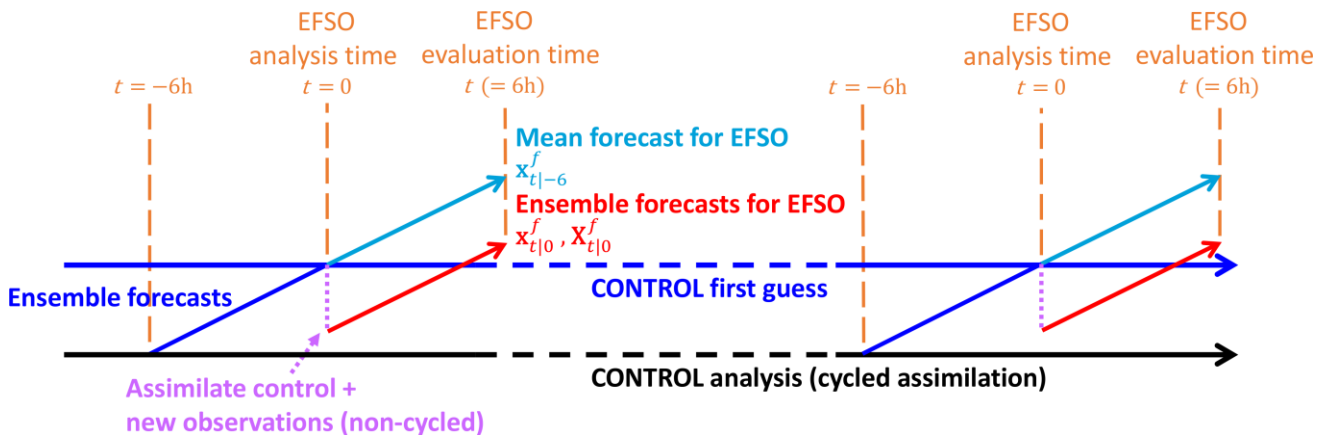 EFSO
analysis time
EFSO
evaluation time
t = −6h
t = 0
t (= 6h)
EFSO
analysis time
EFSO
evaluation time
t = −6h
t = 0
t (= 6h)
Mean forecast for EFSO
x^f_{t|−6}
Ensemble forecasts for EFSO
x^f_{t|0} , X^f_{t|0}
Ensemble forecasts
CONTROL first guess
CONTROL analysis (cycled assimilation)
Assimilate control +
new observations (non-cycled)